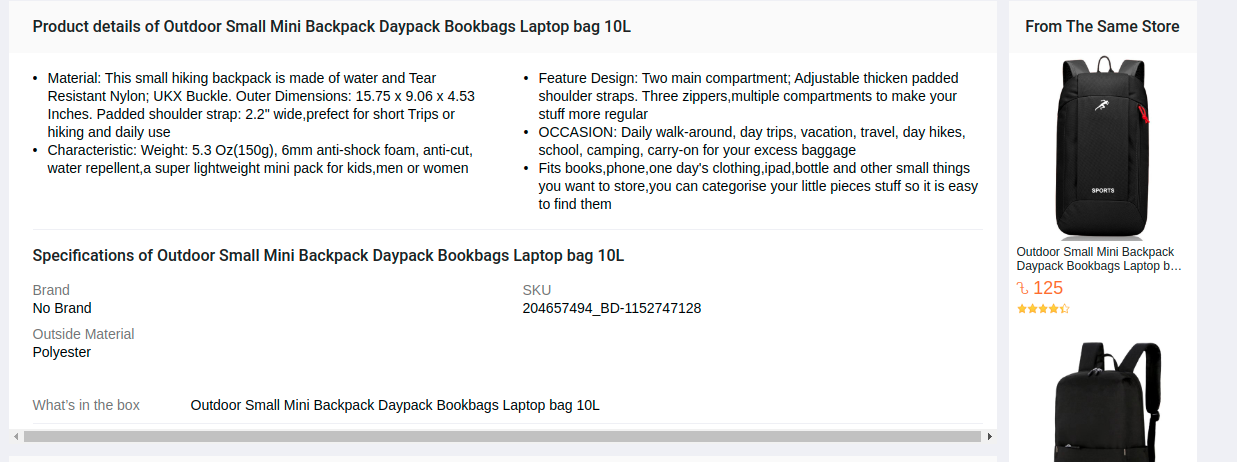 Product details of Outdoor Small Mini Backpack Daypack Bookbags Laptop bag 10L
• Material: This small hiking backpack is made of water and Tear
Resistant Nylon; UKX Buckle. Outer Dimensions: 15.75 x 9.06 x 4.53
Inches. Padded shoulder strap: 2.2" wide,prefect for short Trips or
hiking and daily use
• Characteristic: Weight: 5.3 Oz(150g), 6mm anti-shock foam, anti-cut,
water repellent,a super lightweight mini pack for kids,men or women
• Feature Design: Two main compartment; Adjustable thicken padded
shoulder straps. Three zippers,multiple compartments to make your
stuff more regular
• OCCASION: Daily walk-around, day trips, vacation, travel, day hikes,
school, camping, carry-on for your excess baggage
• Fits books,phone,one day's clothing,ipad,bottle and other small things
you want to store,you can categorise your little pieces stuff so it is easy
to find them
Specifications of Outdoor Small Mini Backpack Daypack Bookbags Laptop bag 10L
Brand
No Brand
SKU
204657494_BD-1152747128
Outside Material
Polyester
What's in the box Outdoor Small Mini Backpack Daypack Bookbags Laptop bag 10L
From The Same Store
SPORTS
Outdoor Small Mini Backpack
Daypack Bookbags Laptop b...
৳ 125